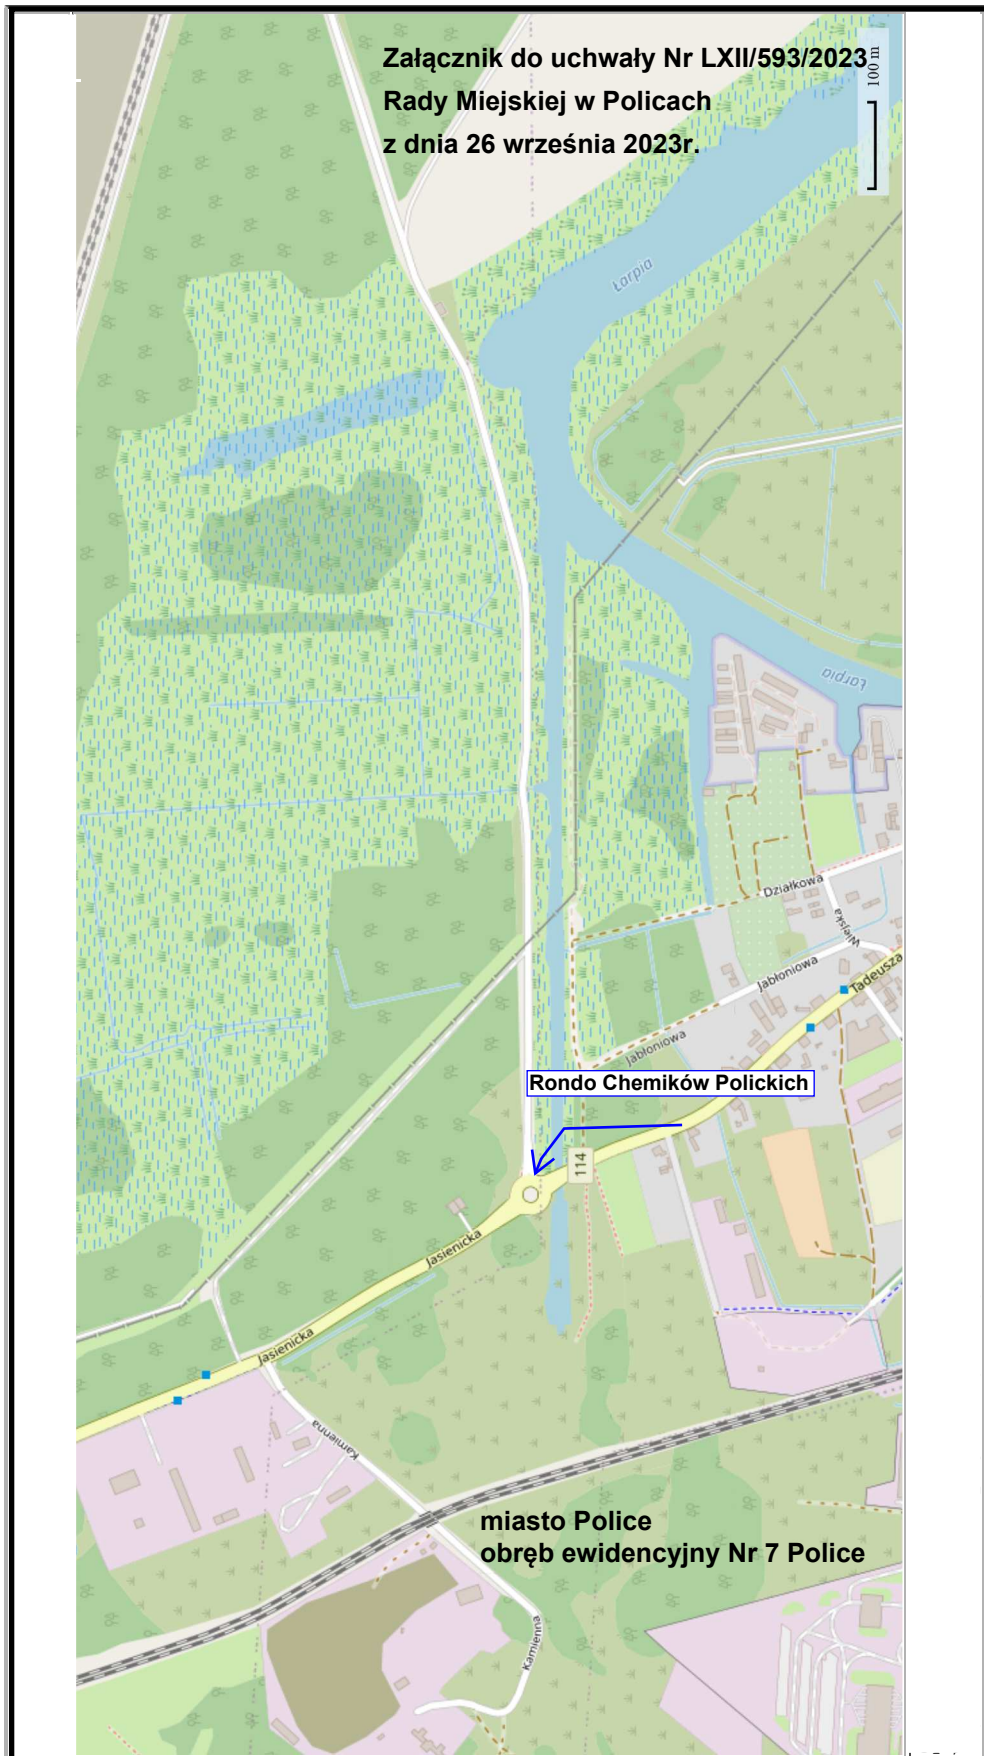 Załącznik do uchwały Nr LXII/593/2023
Rady Miejskiej w Policach
z dnia 26 września 2023r.
100 m
Łarpia
Łarpia
Działkowa
Wiejska
Jabłoniowa
Tadeusza
Jabłoniowa
Rondo Chemików Polickich
114
Jasienicka
Jasienicka
Kamienna
miasto Police
obręb ewidencyjny Nr 7 Police
Kamienna